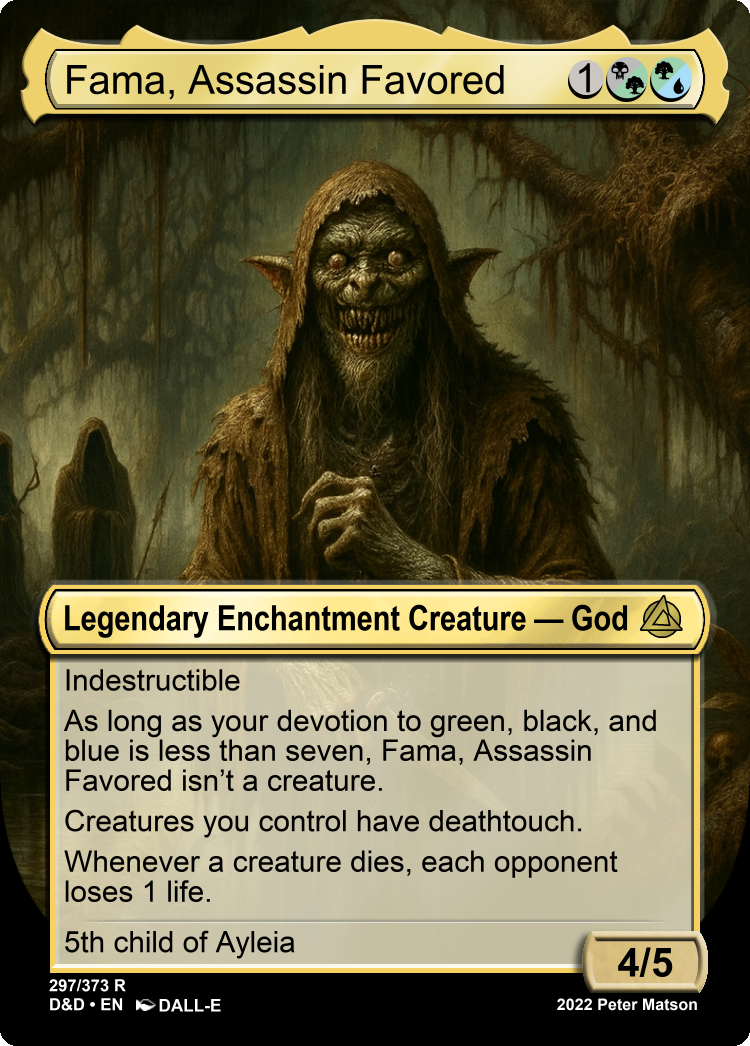 Fama, Assassin Favored 1
Legendary Enchantment Creature — God
Indestructible
As long as your devotion to green, black, and
blue is less than seven, Fama, Assassin
Favored isn’t a creature.
Creatures you control have deathtouch.
Whenever a creature dies, each opponent
loses 1 life.
5th child of Ayleia
4/5
297/373 R
D&D • EN DALL-E
2022 Peter Matson